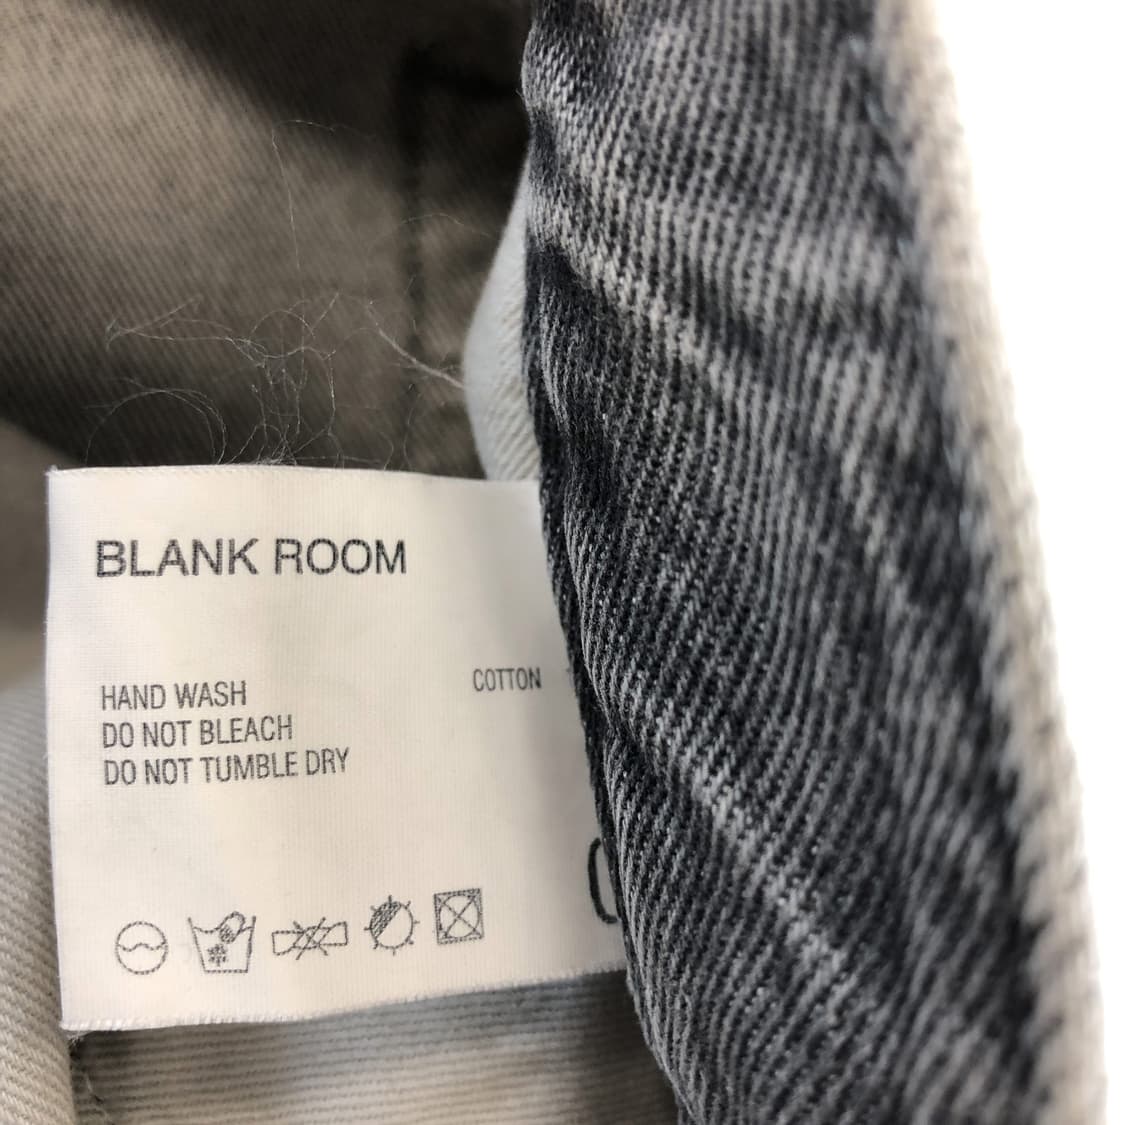 BLANK ROOM
HAND WASH
DO NOT BLEACH
DO NOT TUMBLE DRY
COTTON